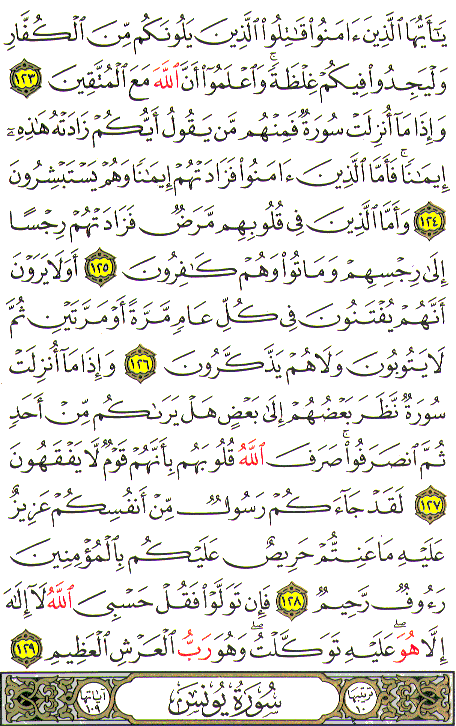 يَٰٓأَيُّهَا ٱلَّذِينَ ءَامَنُوا۟ قَٰتِلُوا۟ ٱلَّذِينَ يَلُونَكُم مِّنَ ٱلْكُفَّارِ
وَلْيَجِدُوا۟ فِيكُمْ غِلْظَةً ۚ وَٱعْلَمُوٓا۟ أَنَّ ٱللَّهَ مَعَ ٱلْمُتَّقِينَ ١٢٣
وَإِذَا مَآ أُنزِلَتْ سُورَةٌ فَمِنْهُم مَّن يَقُولُ أَيُّكُمْ زَادَتْهُ هَٰذِهِۦٓ
إِيمَٰنًا ۚ فَأَمَّا ٱلَّذِينَ ءَامَنُوا۟ فَزَادَتْهُمْ إِيمَٰنًا وَهُمْ يَسْتَبْشِرُونَ
١٢٤ وَأَمَّا ٱلَّذِينَ فِى قُلُوبِهِم مَّرَضٌ فَزَادَتْهُمْ رِجْسًا
إِلَىٰ رِجْسِهِمْ وَمَاتُوا۟ وَهُمْ كَٰفِرُونَ ١٢٥ أَوَلَا يَرَوْنَ
أَنَّهُمْ يُفْتَنُونَ فِى كُلِّ عَامٍ مَّرَّةً أَوْ مَرَّتَيْنِ ثُمَّ
لَا يَتُوبُونَ وَلَا هُمْ يَذَّكَّرُونَ ١٢٦ وَإِذَا مَآ أُنزِلَتْ
سُورَةٌ نَّظَرَ بَعْضُهُمْ إِلَىٰ بَعْضٍ هَلْ يَرَىٰكُم مِّنْ أَحَدٍ
ثُمَّ ٱنصَرَفُوا۟ ۚ صَرَفَ ٱللَّهُ قُلُوبَهُم بِأَنَّهُمْ قَوْمٌ لَّا يَفْقَهُونَ
١٢٧ لَقَدْ جَآءَكُمْ رَسُولٌ مِّنْ أَنفُسِكُمْ عَزِيزٌ
عَلَيْهِ مَا عَنِتُّمْ حَرِيصٌ عَلَيْكُم بِٱلْمُؤْمِنِينَ
رَءُوفٌ رَّحِيمٌ ١٢٨ فَإِن تَوَلَّوْا۟ فَقُلْ حَسْبِىَ ٱللَّهُ لَآ إِلَٰهَ
إِلَّا هُوَ ۖ عَلَيْهِ تَوَكَّلْتُ ۖ وَهُوَ رَبُّ ٱلْعَرْشِ ٱلْعَظِيمِ ١٢٩
ترتيبها ١٠ سُورَةُ يُونُسَ آياتها ١٠٩